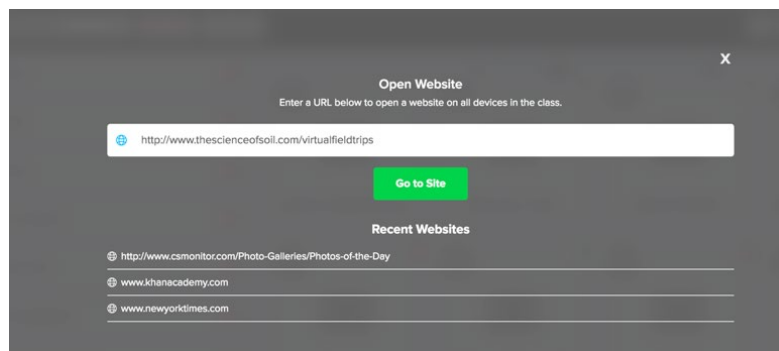 X
Open Website
Enter a URL below to open a website on all devices in the class.
http://www.thescienceofsoil.com/virtualfieldtrips
Go to Site
Recent Websites
http://www.csmonitor.com/Photo-Galleries/Photos-of-the-Day
www.khanacademy.com
www.newyorktimes.com